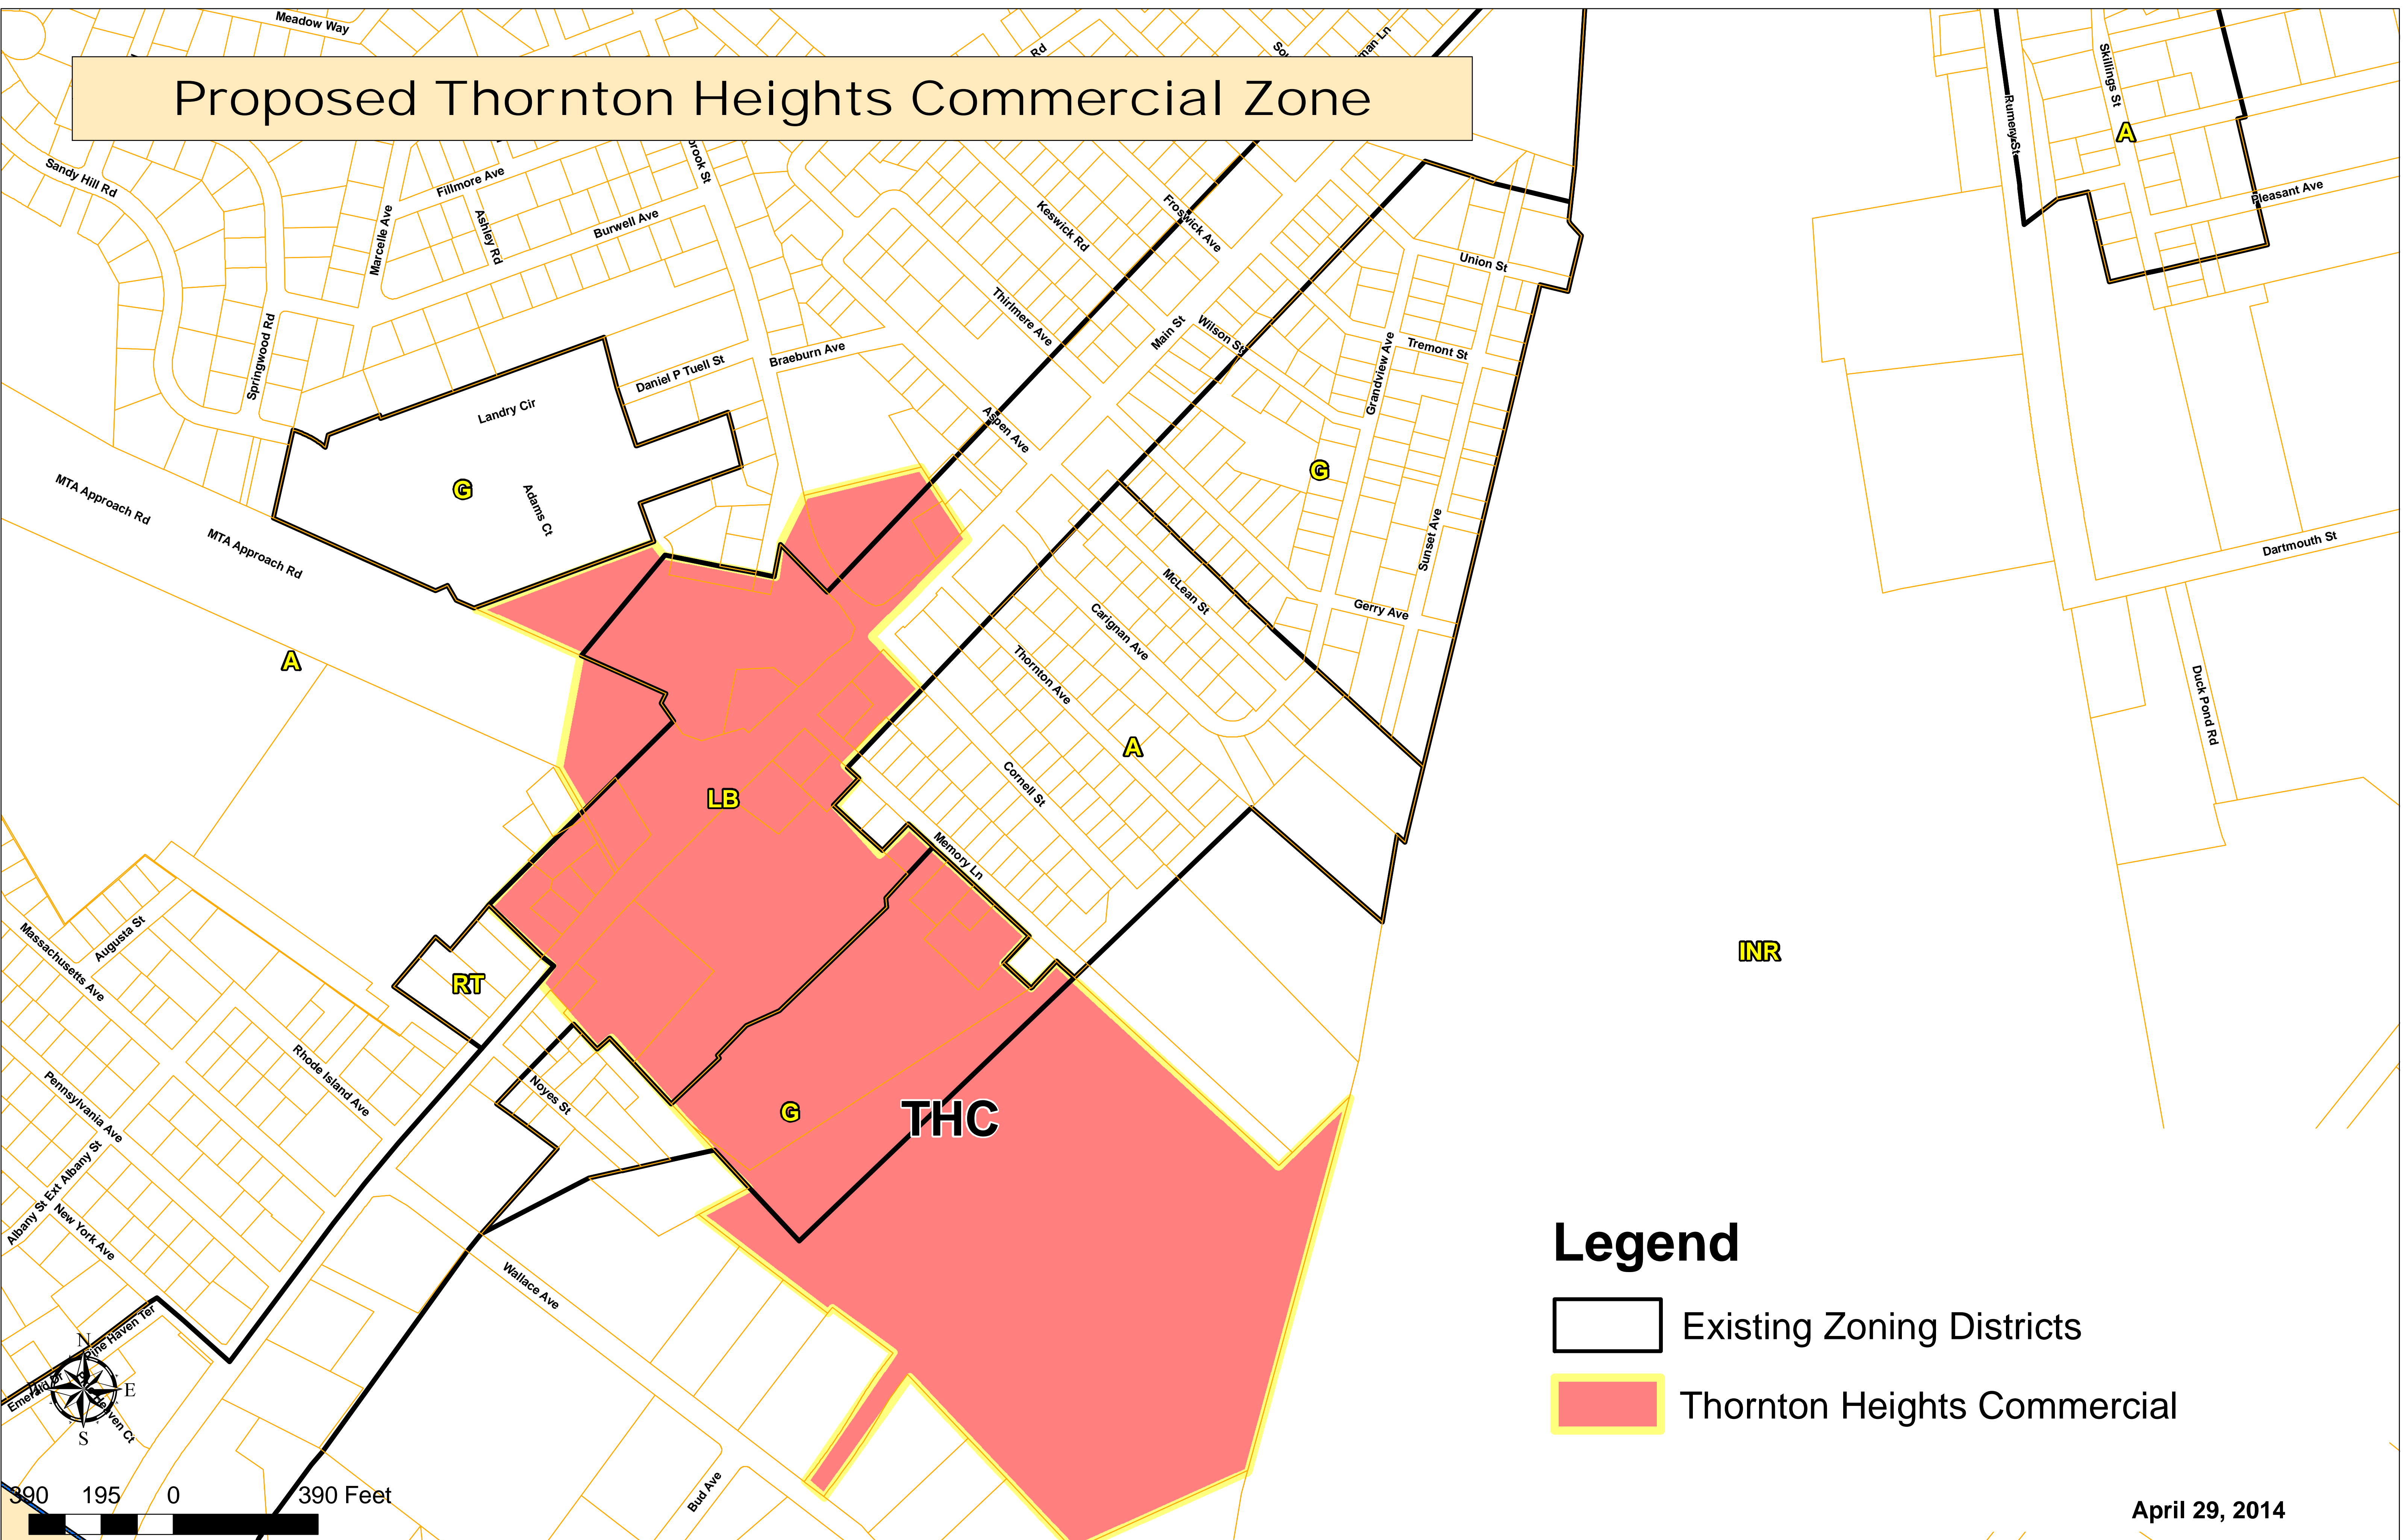 Meadow Way
Rd
Proposed Thornton Heights Commercial Zone
Skillings St
Rumery St
A
Pleasant Ave
Sandy Hill Rd
Fillmore Ave
Marcelle Ave
Ashley Rd
Burwell Ave
Keswick Rd
Froswick Ave
Union St
Thirlmere Ave
Main St
Wilson St
Tremont St
Grandview Ave
Springwood Rd
Daniel P Tuell St
Braeburn Ave
Landry Cir
Aspen Ave
G
G
Adams Ct
MTA Approach Rd
MTA Approach Rd
Sunset Ave
Dartmouth St
McLean St
Gerry Ave
Carignan Ave
Thornton Ave
A
A
Duck Pond Rd
LB
Cornell St
Memory Ln
Augusta St
Massachusetts Ave
RT
INR
Rhode Island Ave
Noyes St
Pennsylvania Ave
G
THC
Albany St Ext
Albany St
New York Ave
Wallace Ave
Legend
Existing Zoning Districts
Thornton Heights Commercial
Pine Haven Ter
Emerald Dr
N
E
S
Bud Ave
390 195 0 390 Feet
April 29, 2014